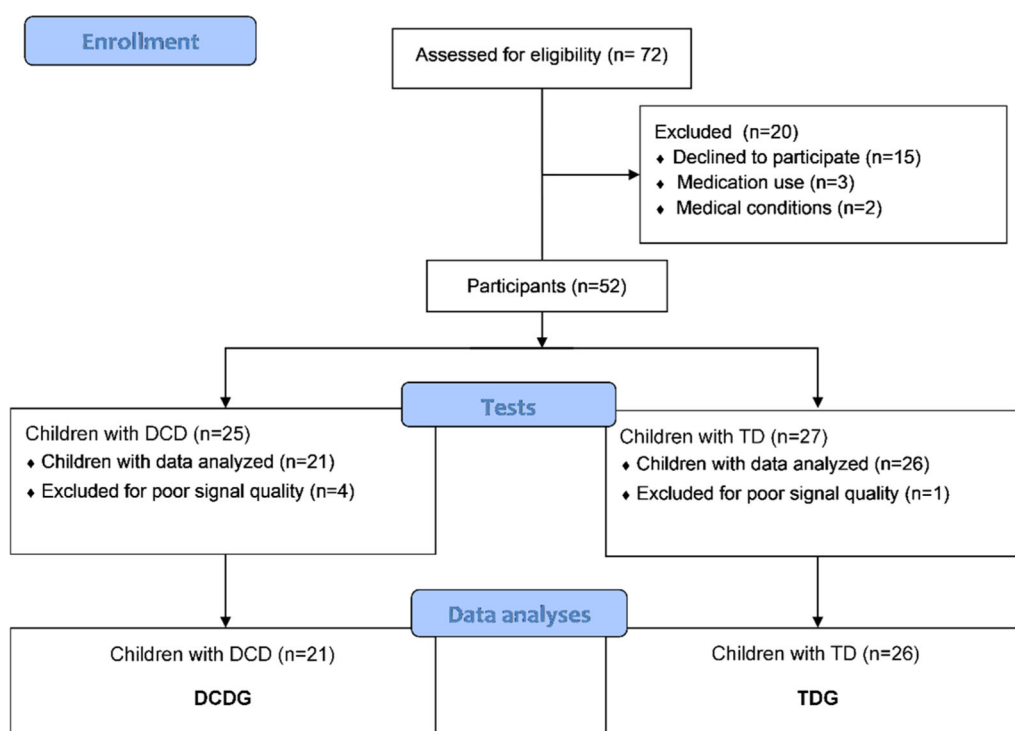 Enrollment
Assessed for eligibility (n= 72)
Excluded (n=20)
♦ Declined to participate (n=15)
♦ Medication use (n=3)
♦ Medical conditions (n=2)
Participants (n=52)
Tests
Children with DCD (n=25)
♦ Children with data analyzed (n=21)
♦ Excluded for poor signal quality (n=4)
Children with TD (n=27)
♦ Children with data analyzed (n=26)
♦ Excluded for poor signal quality (n=1)
Data analyses
Children with DCD (n=21)
DCDG
Children with TD (n=26)
TDG